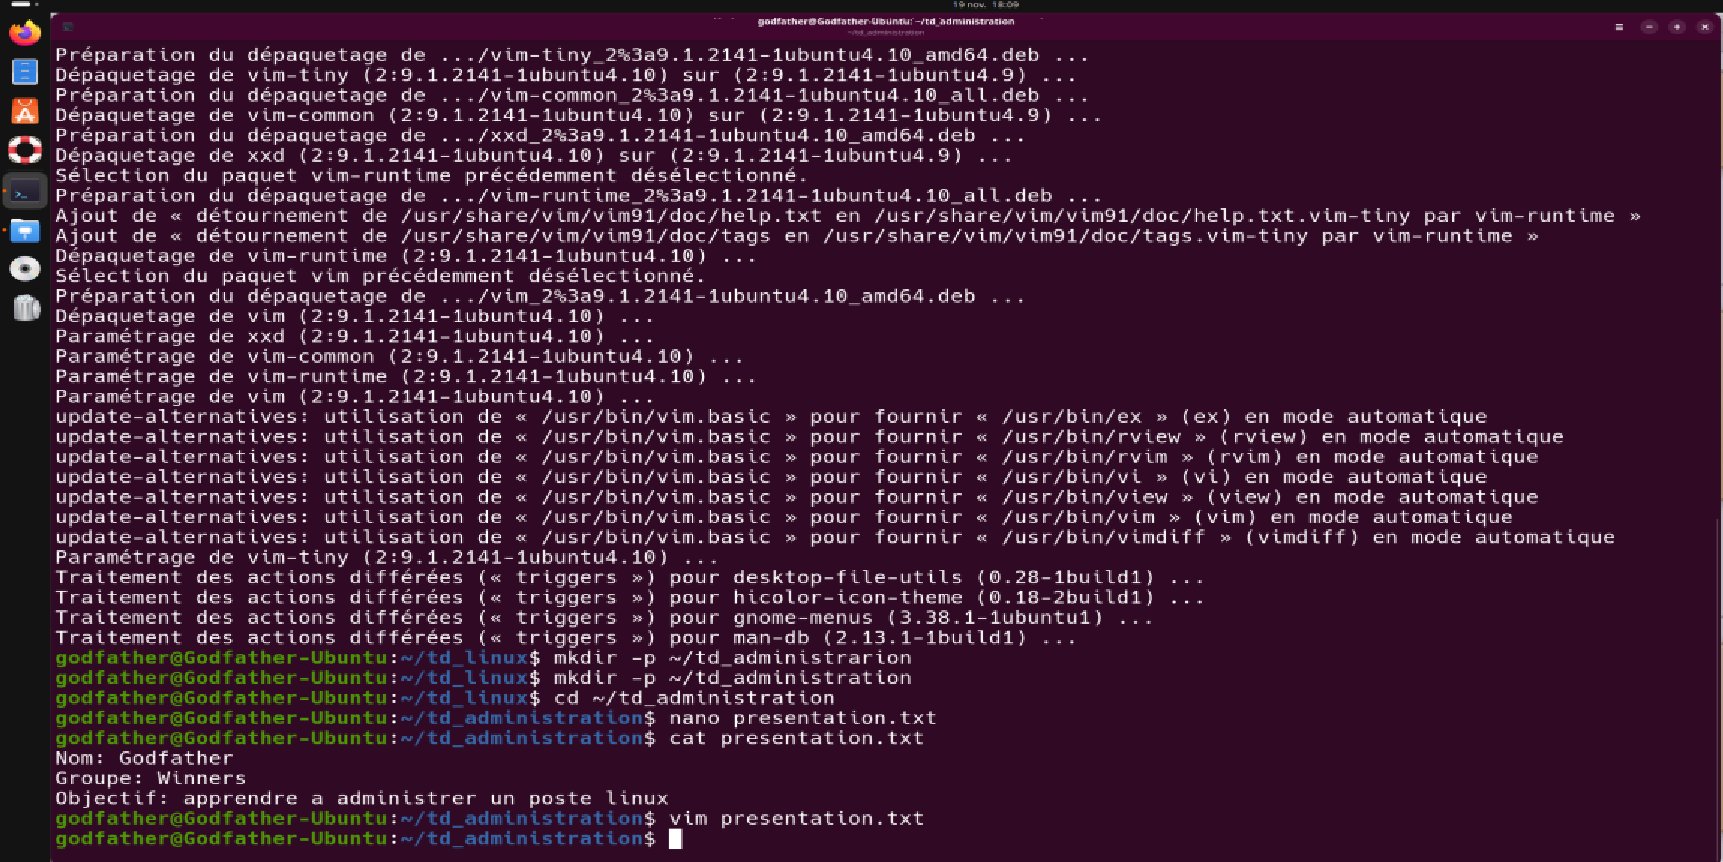 19 nov. 18:09
godfather@Godfather-Ubuntu: ~/td_administration
~/td_administration
Préparation du dépaquetage de .../vim-tiny_2%3a9.1.2141-1ubuntu4.10_amd64.deb ...
Dépaquetage de vim-tiny (2:9.1.2141-1ubuntu4.10) sur (2:9.1.2141-1ubuntu4.9) ...
Préparation du dépaquetage de .../vim-common_2%3a9.1.2141-1ubuntu4.10_all.deb ...
Dépaquetage de vim-common (2:9.1.2141-1ubuntu4.10) sur (2:9.1.2141-1ubuntu4.9) ...
Préparation du dépaquetage de .../xxd_2%3a9.1.2141-1ubuntu4.10_amd64.deb ...
Dépaquetage de xxd (2:9.1.2141-1ubuntu4.10) sur (2:9.1.2141-1ubuntu4.9) ...
Sélection du paquet vim-runtime précédemment désélectionné.
Préparation du dépaquetage de .../vim-runtime_2%3a9.1.2141-1ubuntu4.10_all.deb ...
Ajout de « détournement de /usr/share/vim/vim91/doc/help.txt en /usr/share/vim/vim91/doc/help.txt.vim-tiny par vim-runtime »
Ajout de « détournement de /usr/share/vim/vim91/doc/tags en /usr/share/vim/vim91/doc/tags.vim-tiny par vim-runtime »
Dépaquetage de vim-runtime (2:9.1.2141-1ubuntu4.10) ...
Sélection du paquet vim précédemment désélectionné.
Préparation du dépaquetage de .../vim_2%3a9.1.2141-1ubuntu4.10_amd64.deb ...
Dépaquetage de vim (2:9.1.2141-1ubuntu4.10) ...
Paramétrage de xxd (2:9.1.2141-1ubuntu4.10) ...
Paramétrage de vim-common (2:9.1.2141-1ubuntu4.10) ...
Paramétrage de vim-runtime (2:9.1.2141-1ubuntu4.10) ...
Paramétrage de vim (2:9.1.2141-1ubuntu4.10) ...
update-alternatives: utilisation de « /usr/bin/vim.basic » pour fournir « /usr/bin/ex » (ex) en mode automatique
update-alternatives: utilisation de « /usr/bin/vim.basic » pour fournir « /usr/bin/rview » (rview) en mode automatique
update-alternatives: utilisation de « /usr/bin/vim.basic » pour fournir « /usr/bin/rvim » (rvim) en mode automatique
update-alternatives: utilisation de « /usr/bin/vim.basic » pour fournir « /usr/bin/vi » (vi) en mode automatique
update-alternatives: utilisation de « /usr/bin/vim.basic » pour fournir « /usr/bin/view » (view) en mode automatique
update-alternatives: utilisation de « /usr/bin/vim.basic » pour fournir « /usr/bin/vim » (vim) en mode automatique
update-alternatives: utilisation de « /usr/bin/vim.basic » pour fournir « /usr/bin/vimdiff » (vimdiff) en mode automatique
Paramétrage de vim-tiny (2:9.1.2141-1ubuntu4.10) ...
Traitement des actions différées (« triggers ») pour desktop-file-utils (0.28-1build1) ...
Traitement des actions différées (« triggers ») pour hicolor-icon-theme (0.18-2build1) ...
Traitement des actions différées (« triggers ») pour gnome-menus (3.38.1-1ubuntu1) ...
Traitement des actions différées (« triggers ») pour man-db (2.13.1-1build1) ...
godfather@Godfather-Ubuntu:~/td_linux$ mkdir -p ~/td_administrarion
godfather@Godfather-Ubuntu:~/td_linux$ mkdir -p ~/td_administration
godfather@Godfather-Ubuntu:~/td_linux$ cd ~/td_administration
godfather@Godfather-Ubuntu:~/td_administration$ nano presentation.txt
godfather@Godfather-Ubuntu:~/td_administration$ cat presentation.txt
Nom: Godfather
Groupe: Winners
Objectif: apprendre a administrer un poste linux
godfather@Godfather-Ubuntu:~/td_administration$ vim presentation.txt
godfather@Godfather-Ubuntu:~/td_administration$